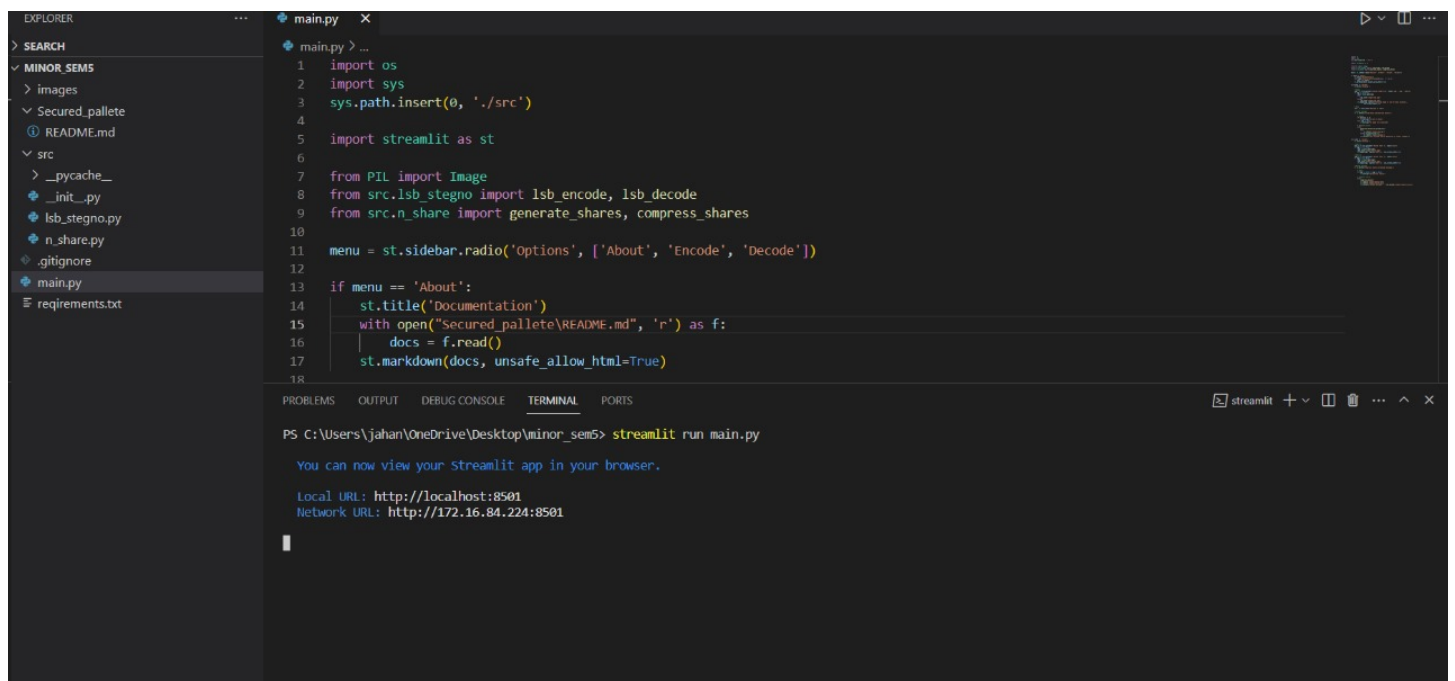 EXPLORER ...
SEARCH
MINOR_SEM5
images
Secured_pallete
README.md
src
__pycache__
__init__.py
lsb_stegno.py
n_share.py
.gitignore
main.py
reqirements.txt
main.py X
main.py > ...
1 import os
2 import sys
3 sys.path.insert(0, './src')
4
5 import streamlit as st
6
7 from PIL import Image
8 from src.lsb_stegno import lsb_encode, lsb_decode
9 from src.n_share import generate_shares, compress_shares
10
11 menu = st.sidebar.radio('Options', ['About', 'Encode', 'Decode'])
12
13 if menu == 'About':
14 st.title('Documentation')
15 with open("Secured_pallete\README.md", 'r') as f:
16 docs = f.read()
17 st.markdown(docs, unsafe_allow_html=True)
18
PROBLEMS OUTPUT DEBUG CONSOLE TERMINAL PORTS
streamlit
PS C:\Users\jahan\OneDrive\Desktop\minor_sem5> streamlit run main.py
You can now view your Streamlit app in your browser.
Local URL: http://localhost:8501
Network URL: http://172.16.84.224:8501